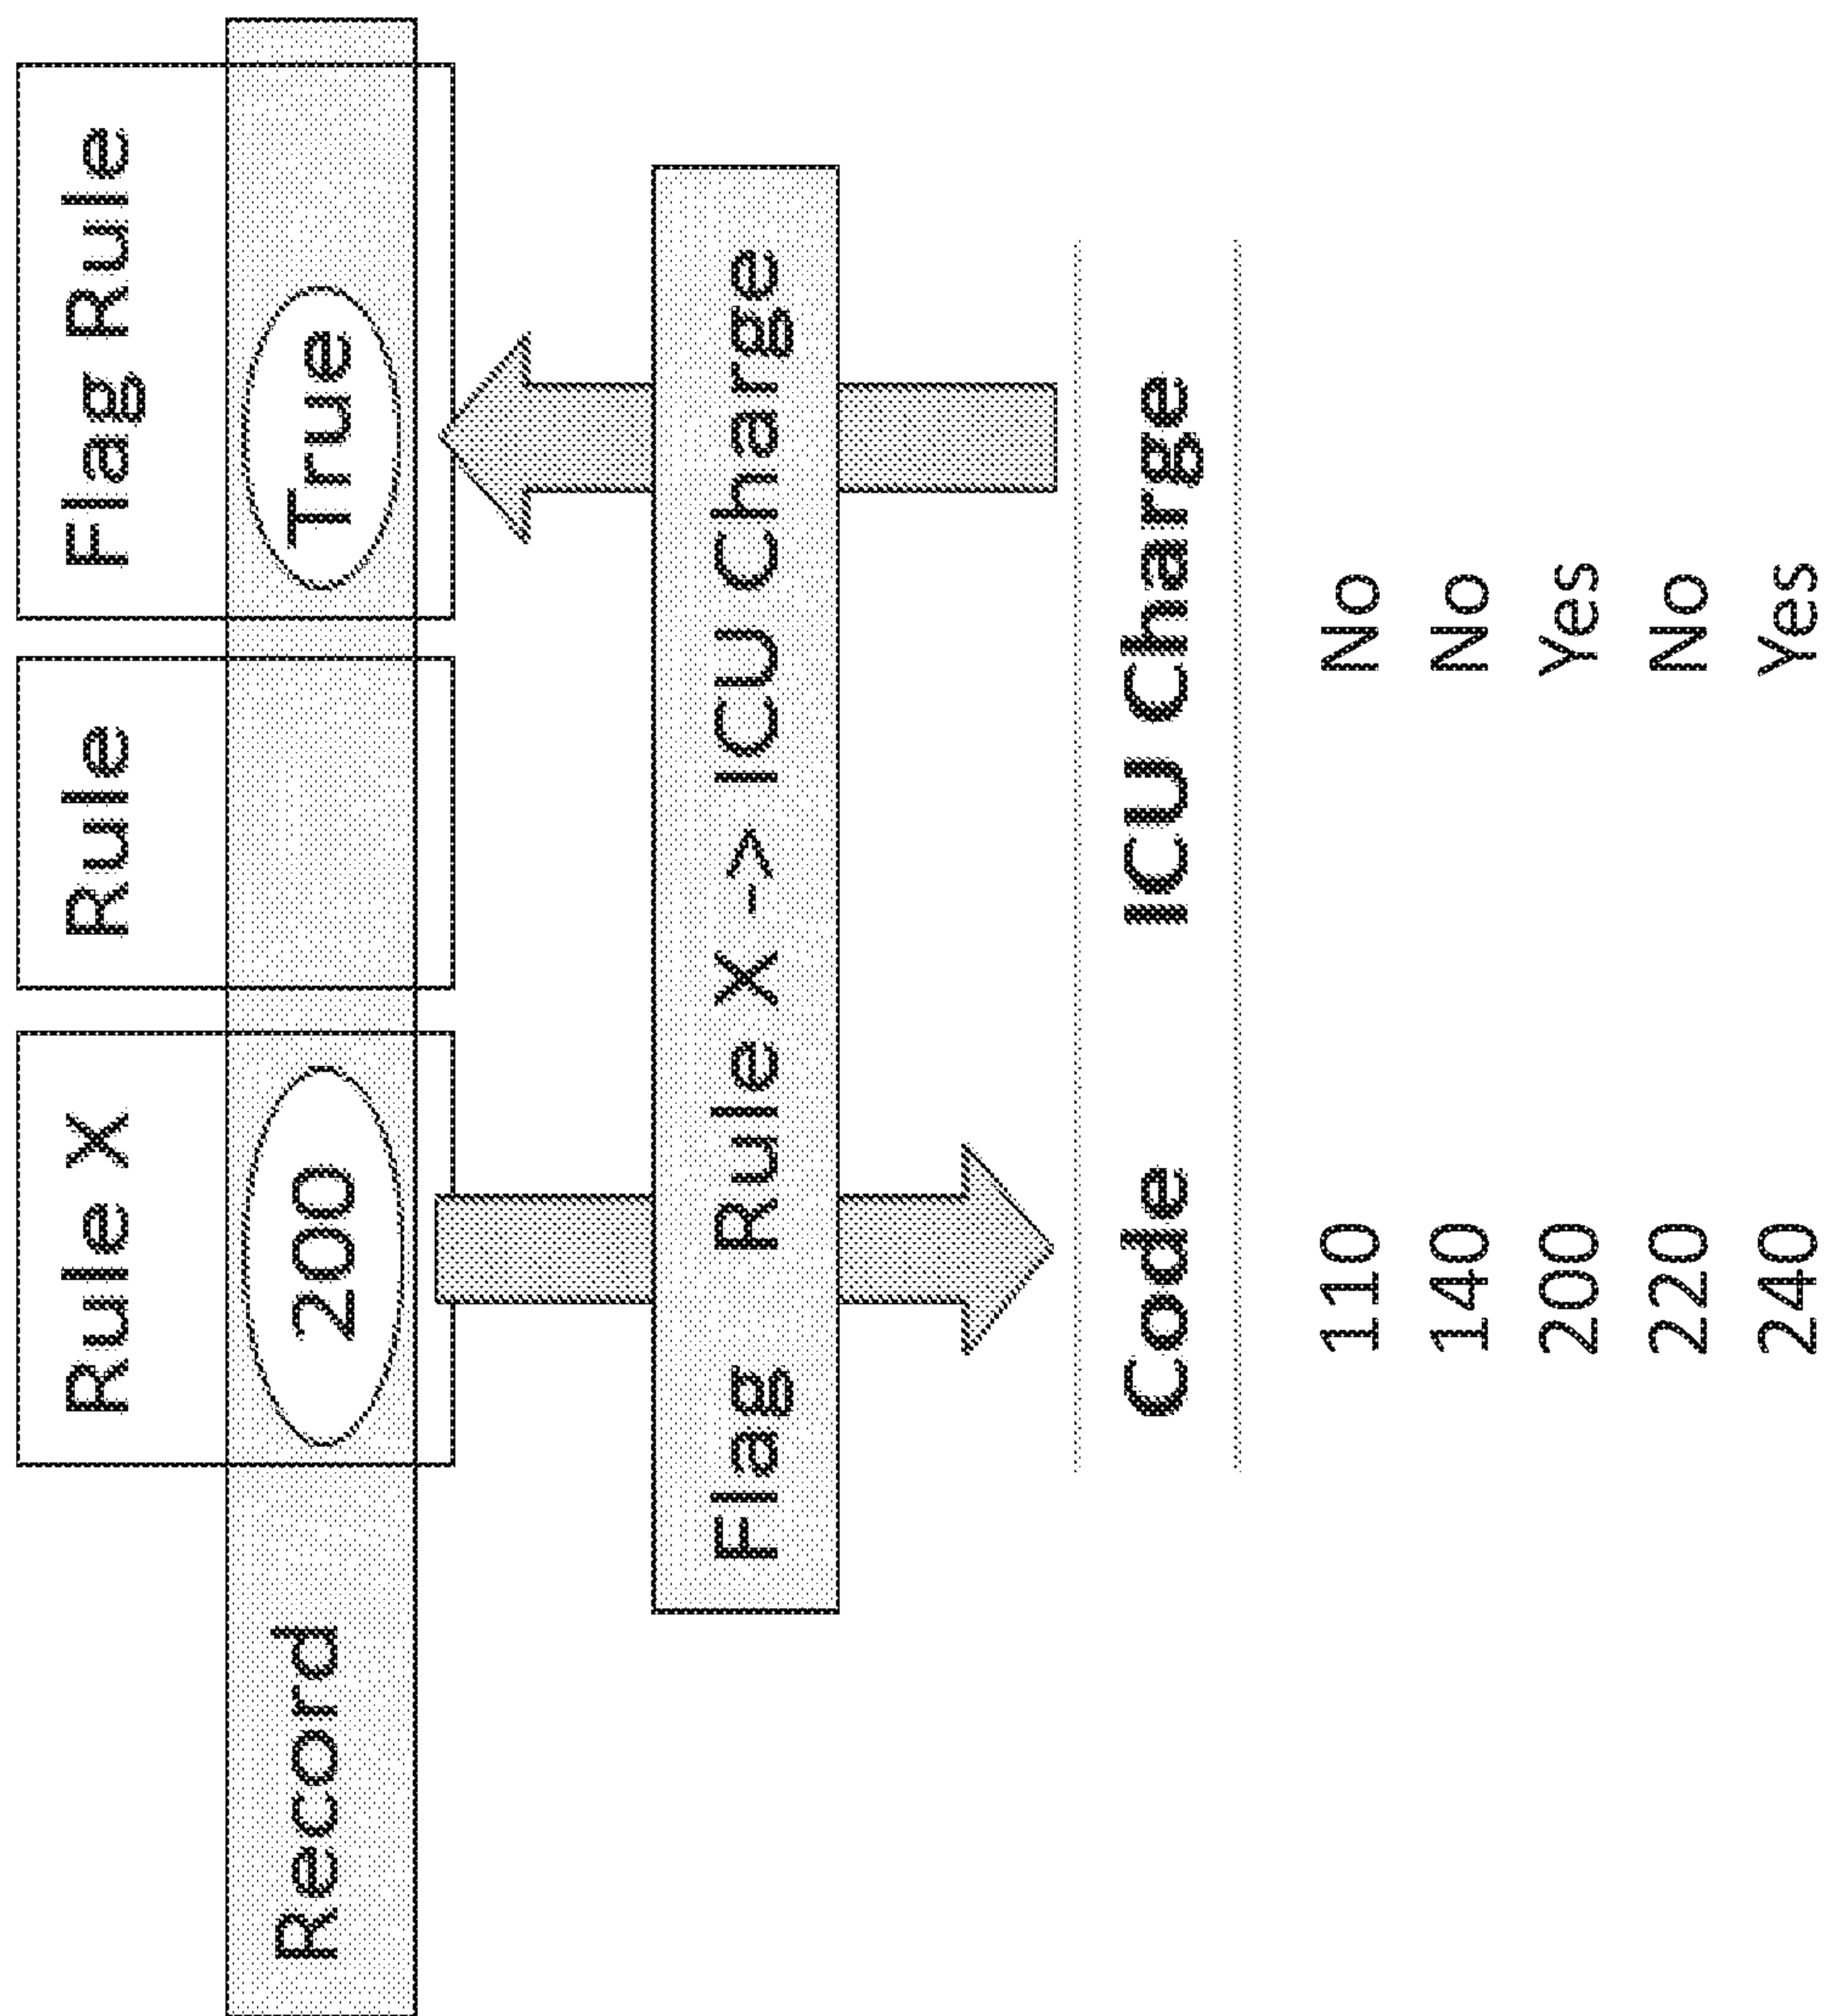 Rule X Rule Flag Rule
Record 200 True
Flag Rule X -> ICU Charge
Code ICU Charge
110 No
140 No
200 Yes
220 No
240 Yes